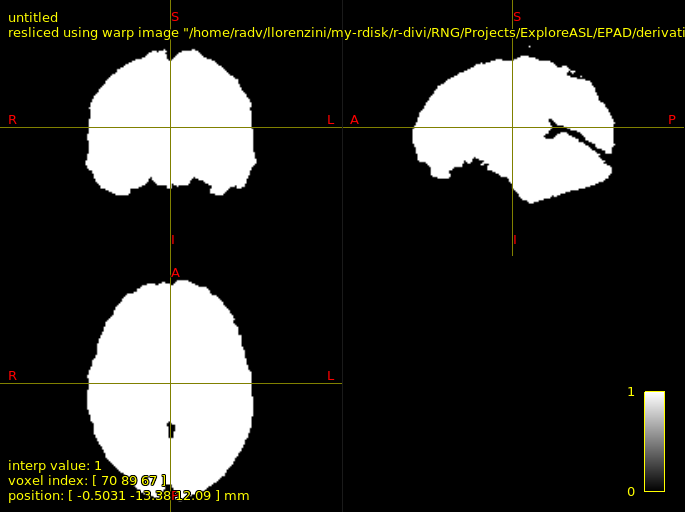 untitled
resliced using warp image "/home/radv/llorenzini/my-rdisk/r-divi/RNG/Projects/ExploreASL/EPAD/derivati
S
S
R
L
A
P
I
I
A
R
L
1
0
interp value: 1
voxel index: [ 70 89 67 ]
position: [ -0.5031 -13.38 12.09 ] mm